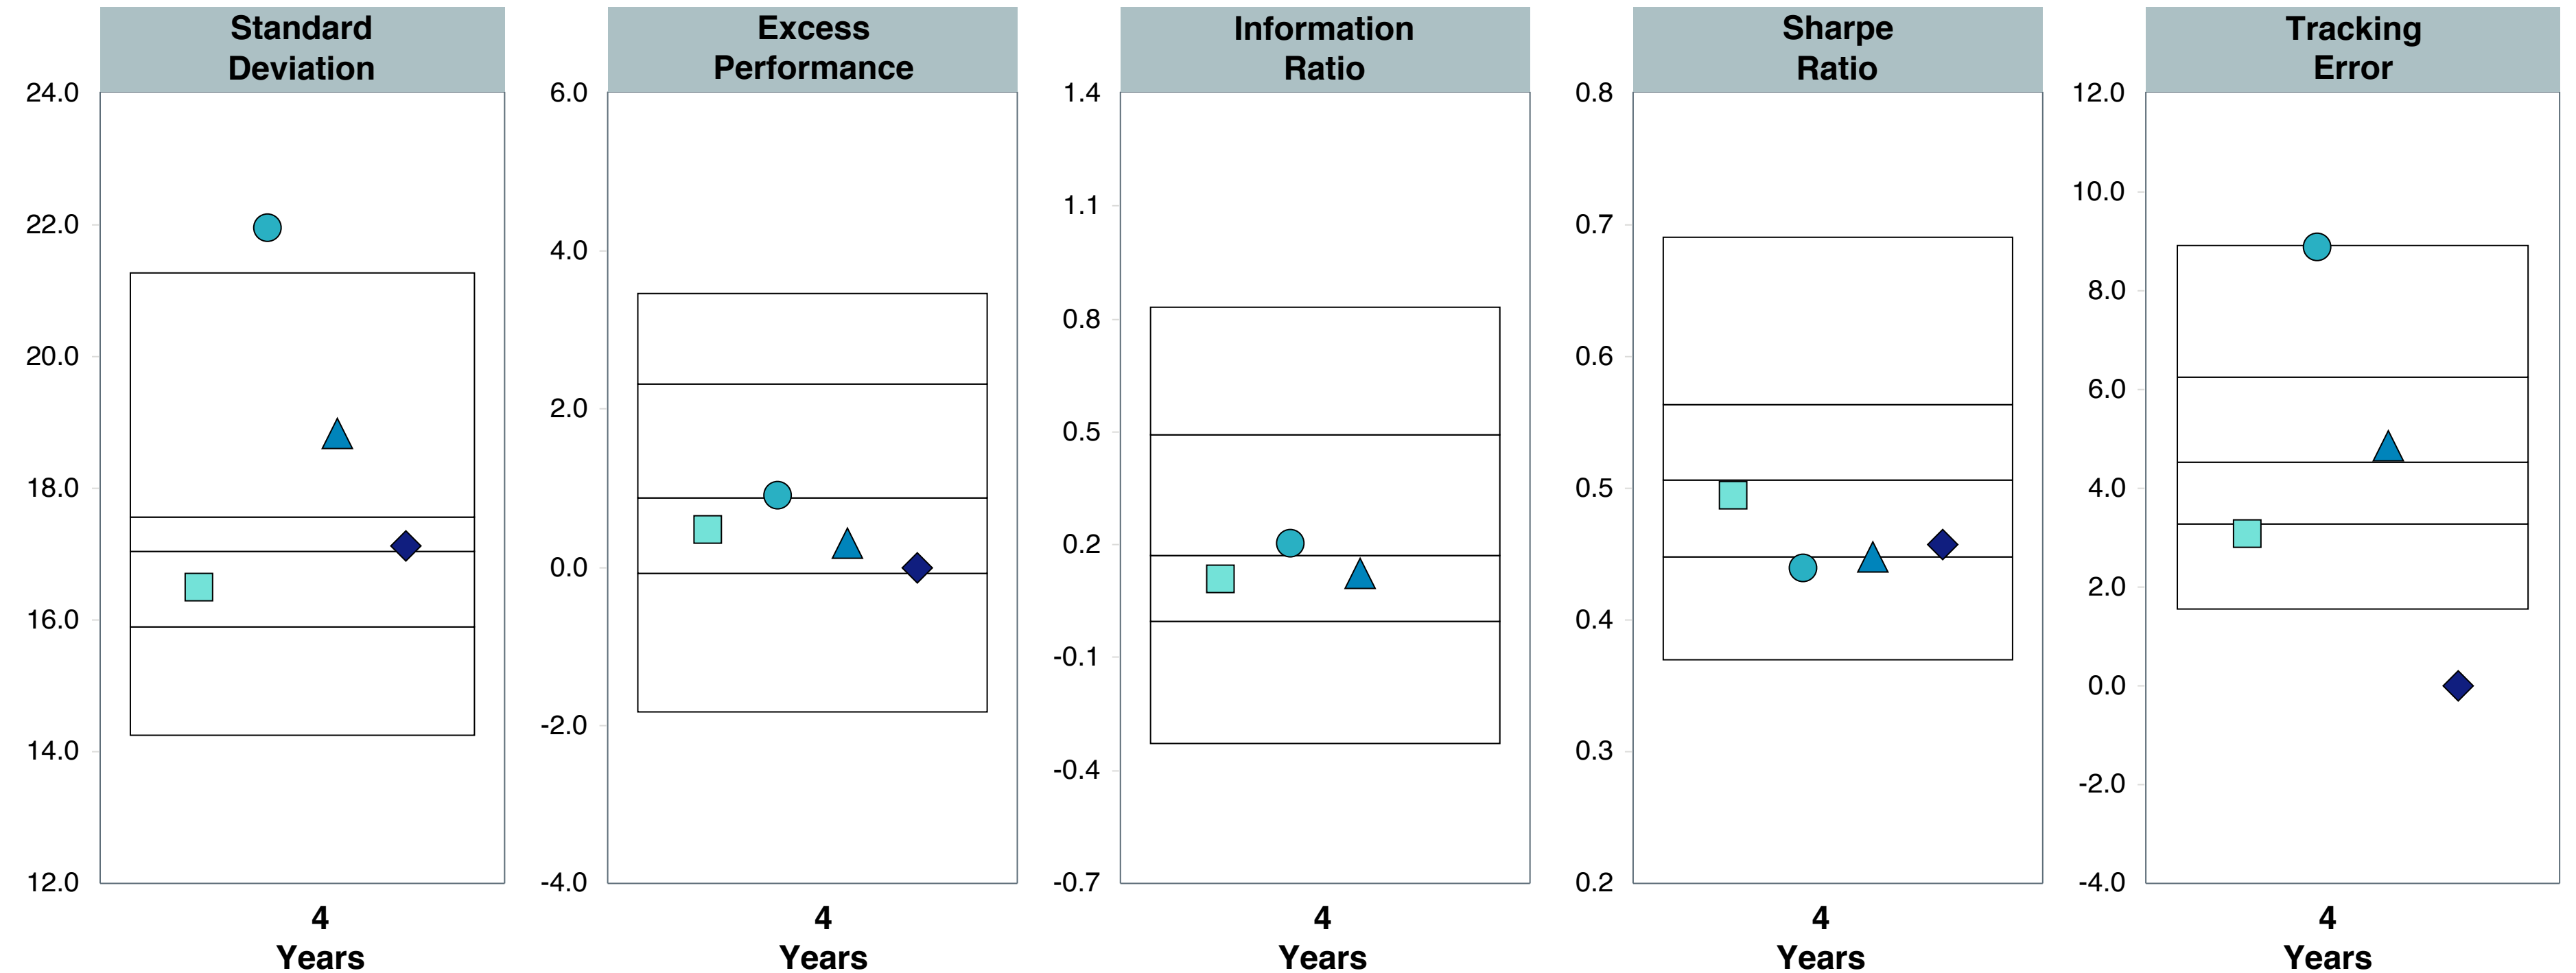 Standard
Deviation
24.0
22.0
20.0
18.0
16.0
14.0
12.0
4
Years
Excess
Performance
6.0
4.0
2.0
0.0
-2.0
-4.0
4
Years
Information
Ratio
1.4
1.1
0.8
0.5
0.2
-0.1
-0.4
-0.7
4
Years
Sharpe
Ratio
0.8
0.7
0.6
0.5
0.4
0.3
0.2
4
Years
Tracking
Error
12.0
10.0
8.0
6.0
4.0
2.0
0.0
-2.0
-4.0
4
Years